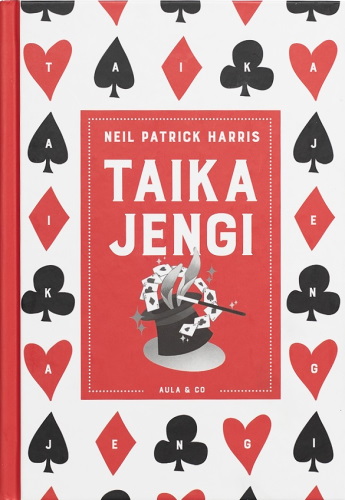 T A I K A
NEIL PATRICK HARRIS
A J
TAIKA
I E
JENGI
K N
A G
AULA & CO
J E N G I